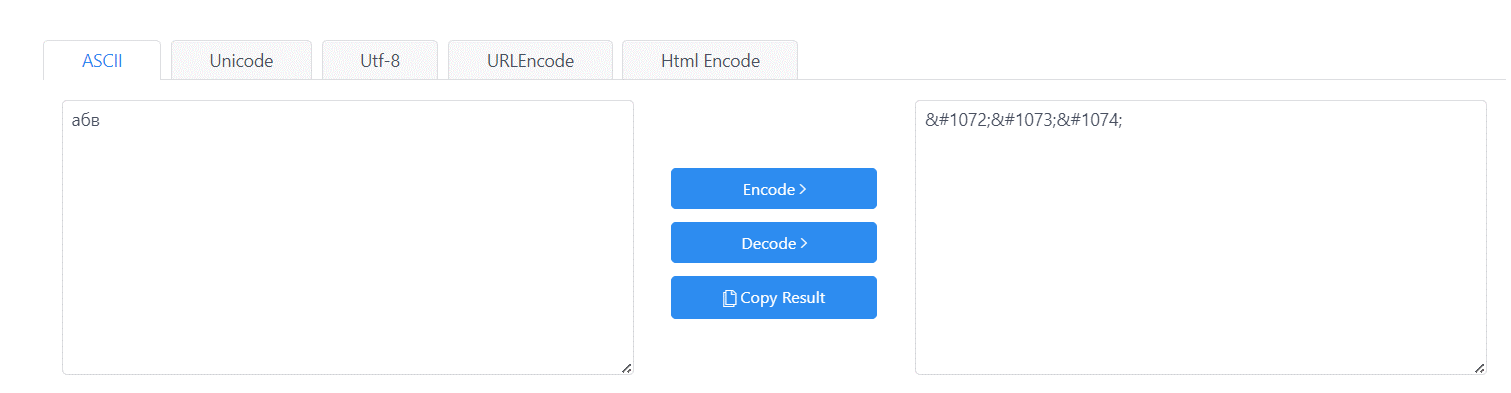 ASCII
Unicode
Utf-8
URLEncode
Html Encode
абв
Encode >
Decode >
Copy Result
&#1072;&#1073;&#1074;